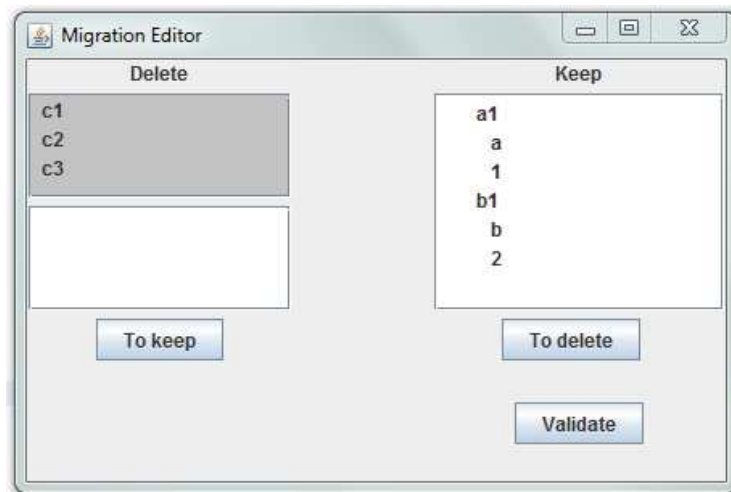 Migration Editor
Delete
c1
c2
c3
To keep
Keep
a1
a
1
b1
b
2
To delete
Validate